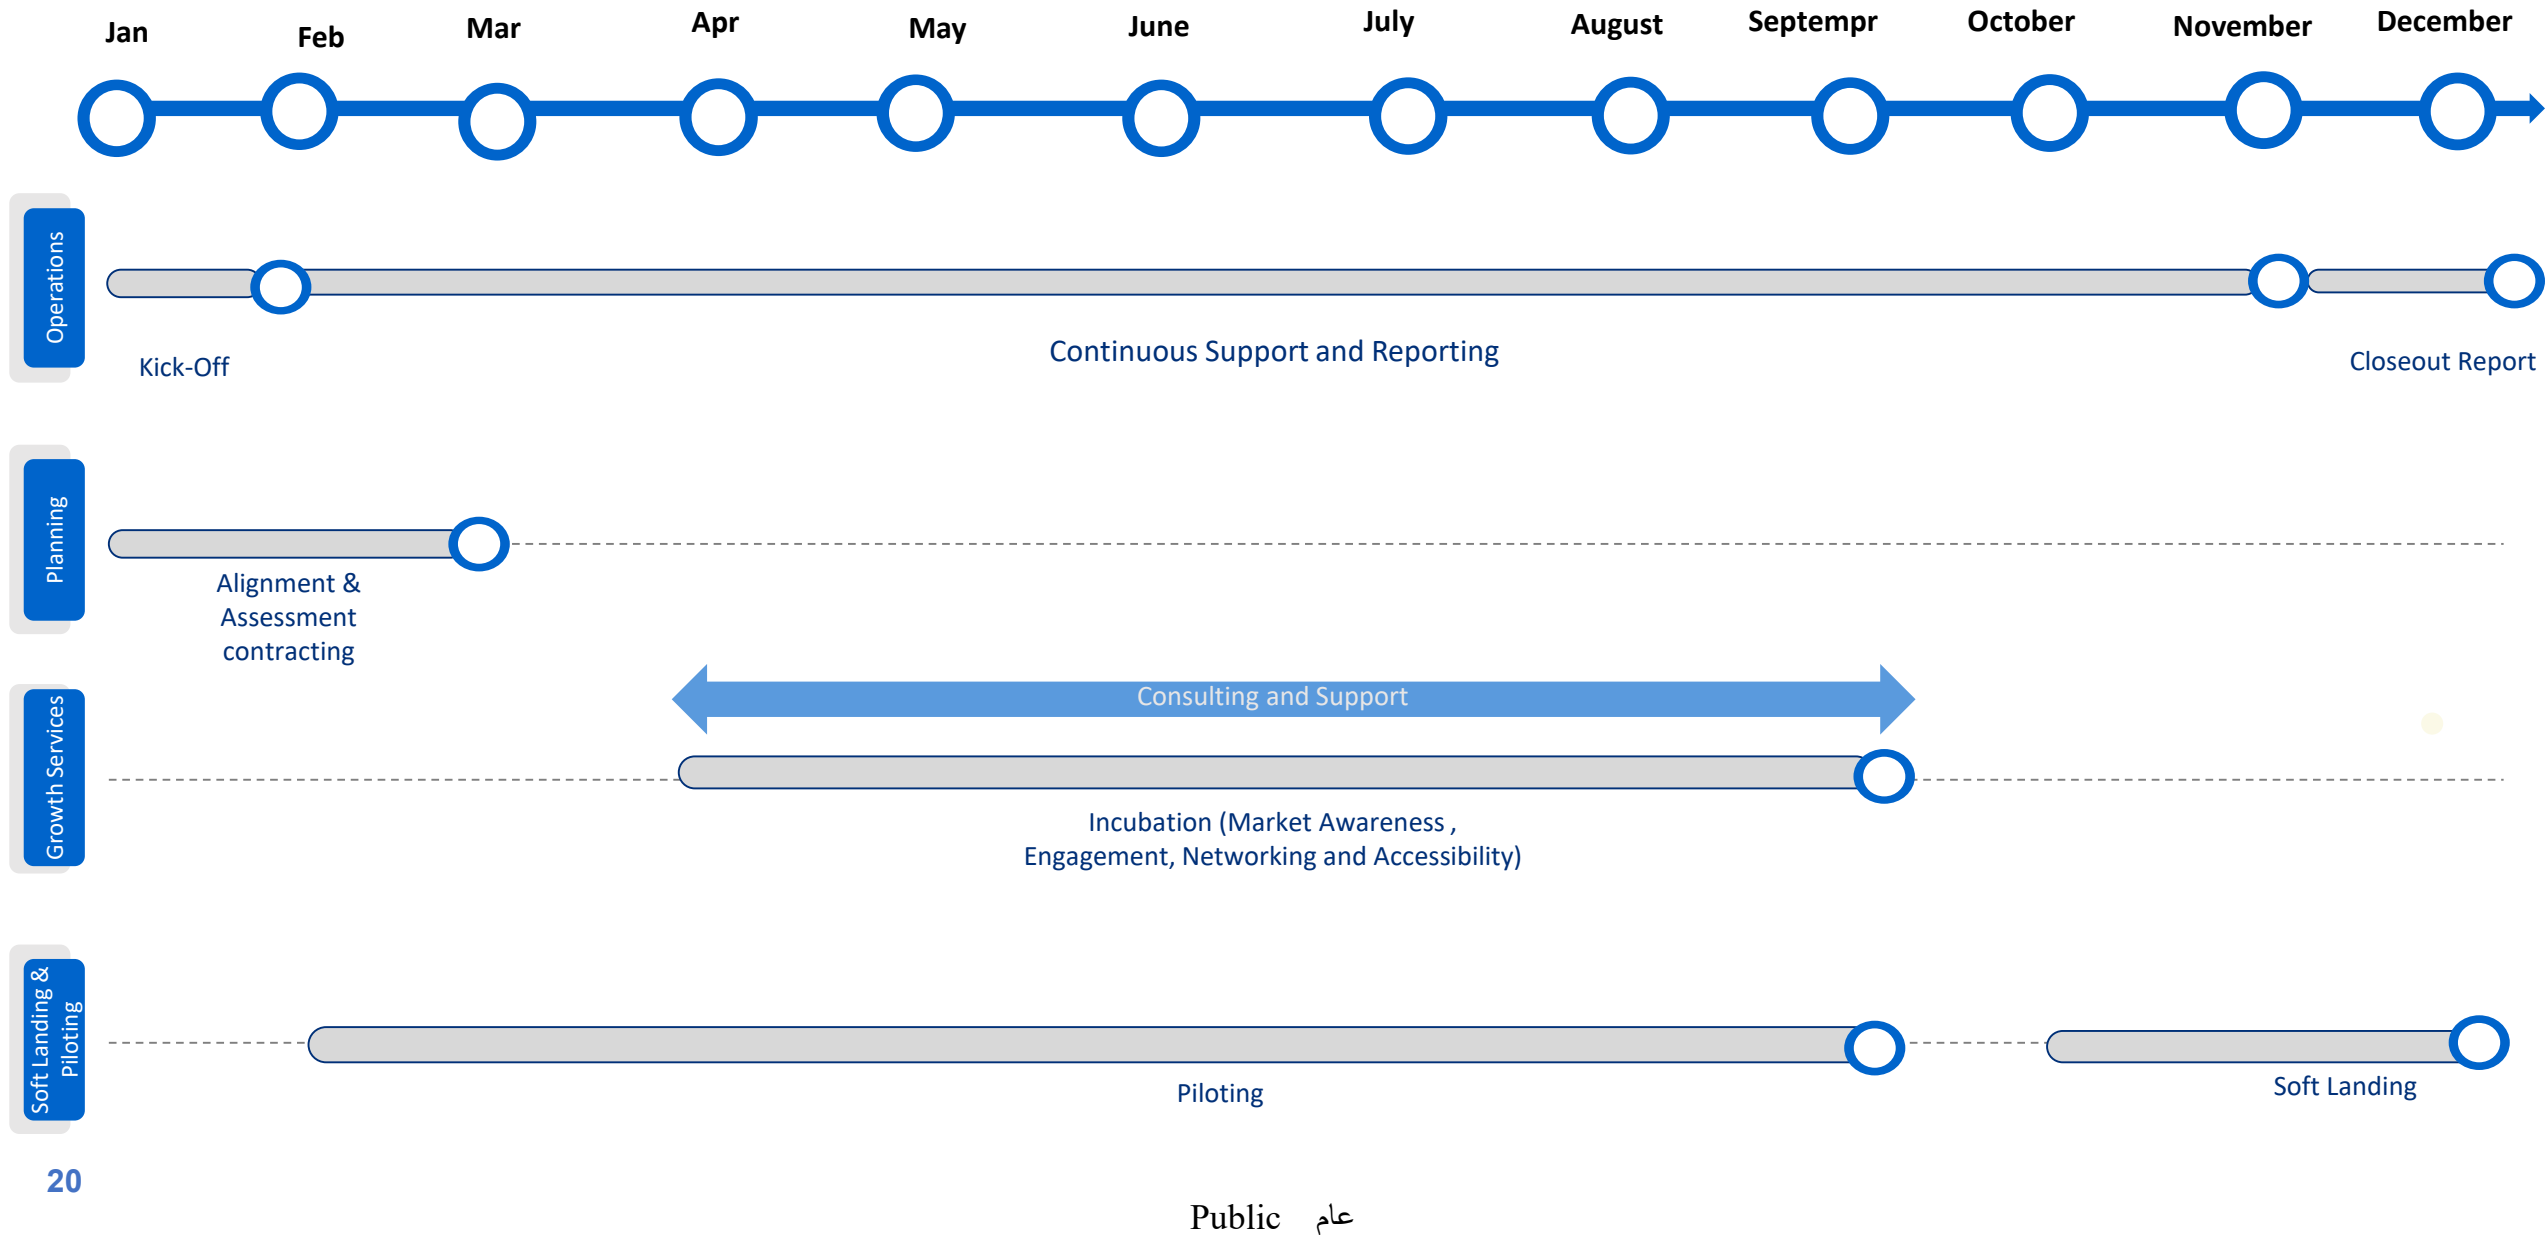 Jan Feb Mar Apr May June July August Septempr October November December
Operations
Kick-Off
Continuous Support and Reporting
Closeout Report
Planning
Alignment &
Assessment
contracting
Growth Services
Consulting and Support
Incubation (Market Awareness ,
Engagement, Networking and Accessibility)
Soft Landing &
Piloting
Piloting
Soft Landing
20
Public عام